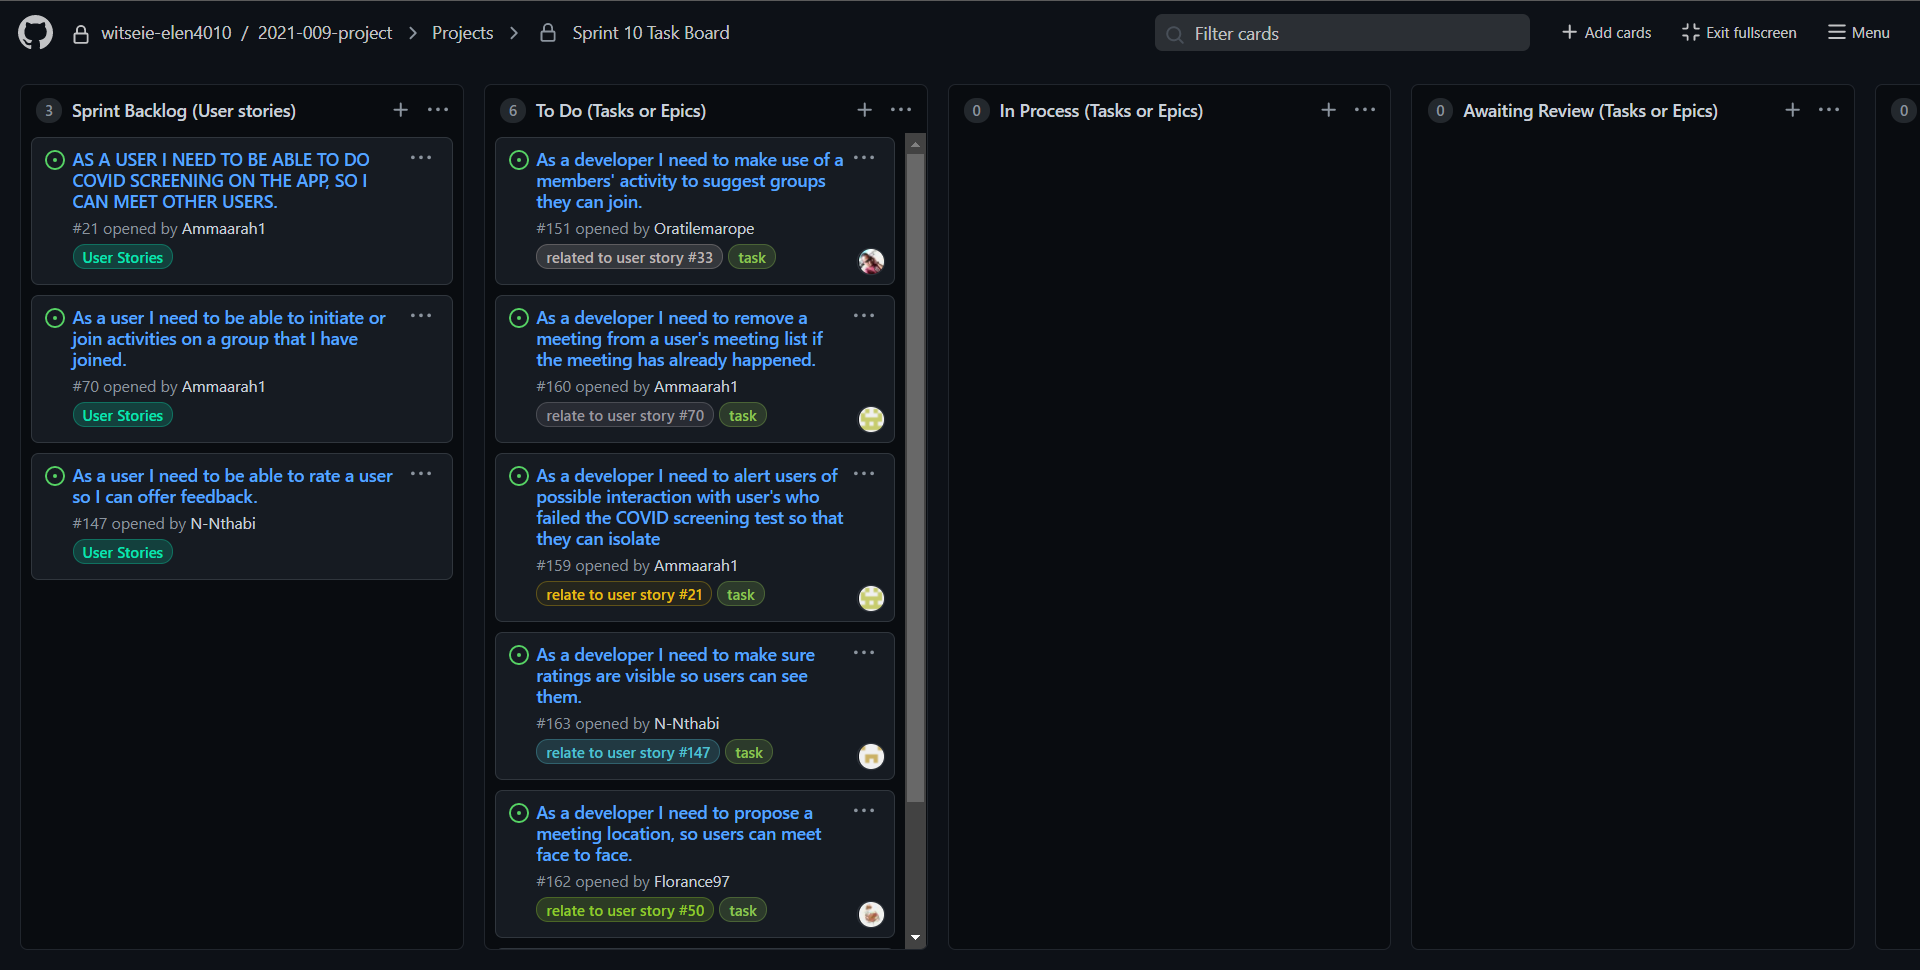 witseie-elen4010 / 2021-009-project > Projects > Sprint 10 Task Board
Filter cards
Add cards
Exit fullscreen
Menu
3 Sprint Backlog (User stories)
AS A USER I NEED TO BE ABLE TO DO
COVID SCREENING ON THE APP, SO I
CAN MEET OTHER USERS.
#21 opened by Ammaarah1
User Stories
As a user I need to be able to initiate or
join activities on a group that I have
joined.
#70 opened by Ammaarah1
User Stories
As a user I need to be able to rate a user
so I can offer feedback.
#147 opened by N-Nthabi
User Stories
6 To Do (Tasks or Epics)
As a developer I need to make use of a
members' activity to suggest groups
they can join.
#151 opened by Oratilemarope
related to user story #33 task
As a developer I need to remove a
meeting from a user's meeting list if
the meeting has already happened.
#160 opened by Ammaarah1
relate to user story #70 task
As a developer I need to alert users of
possible interaction with user's who
failed the COVID screening test so that
they can isolate
#159 opened by Ammaarah1
relate to user story #21 task
As a developer I need to make sure
ratings are visible so users can see
them.
#163 opened by N-Nthabi
relate to user story #147 task
As a developer I need to propose a
meeting location, so users can meet
face to face.
#162 opened by Florance97
relate to user story #50 task
0 In Process (Tasks or Epics)
0 Awaiting Review (Tasks or Epics)
0